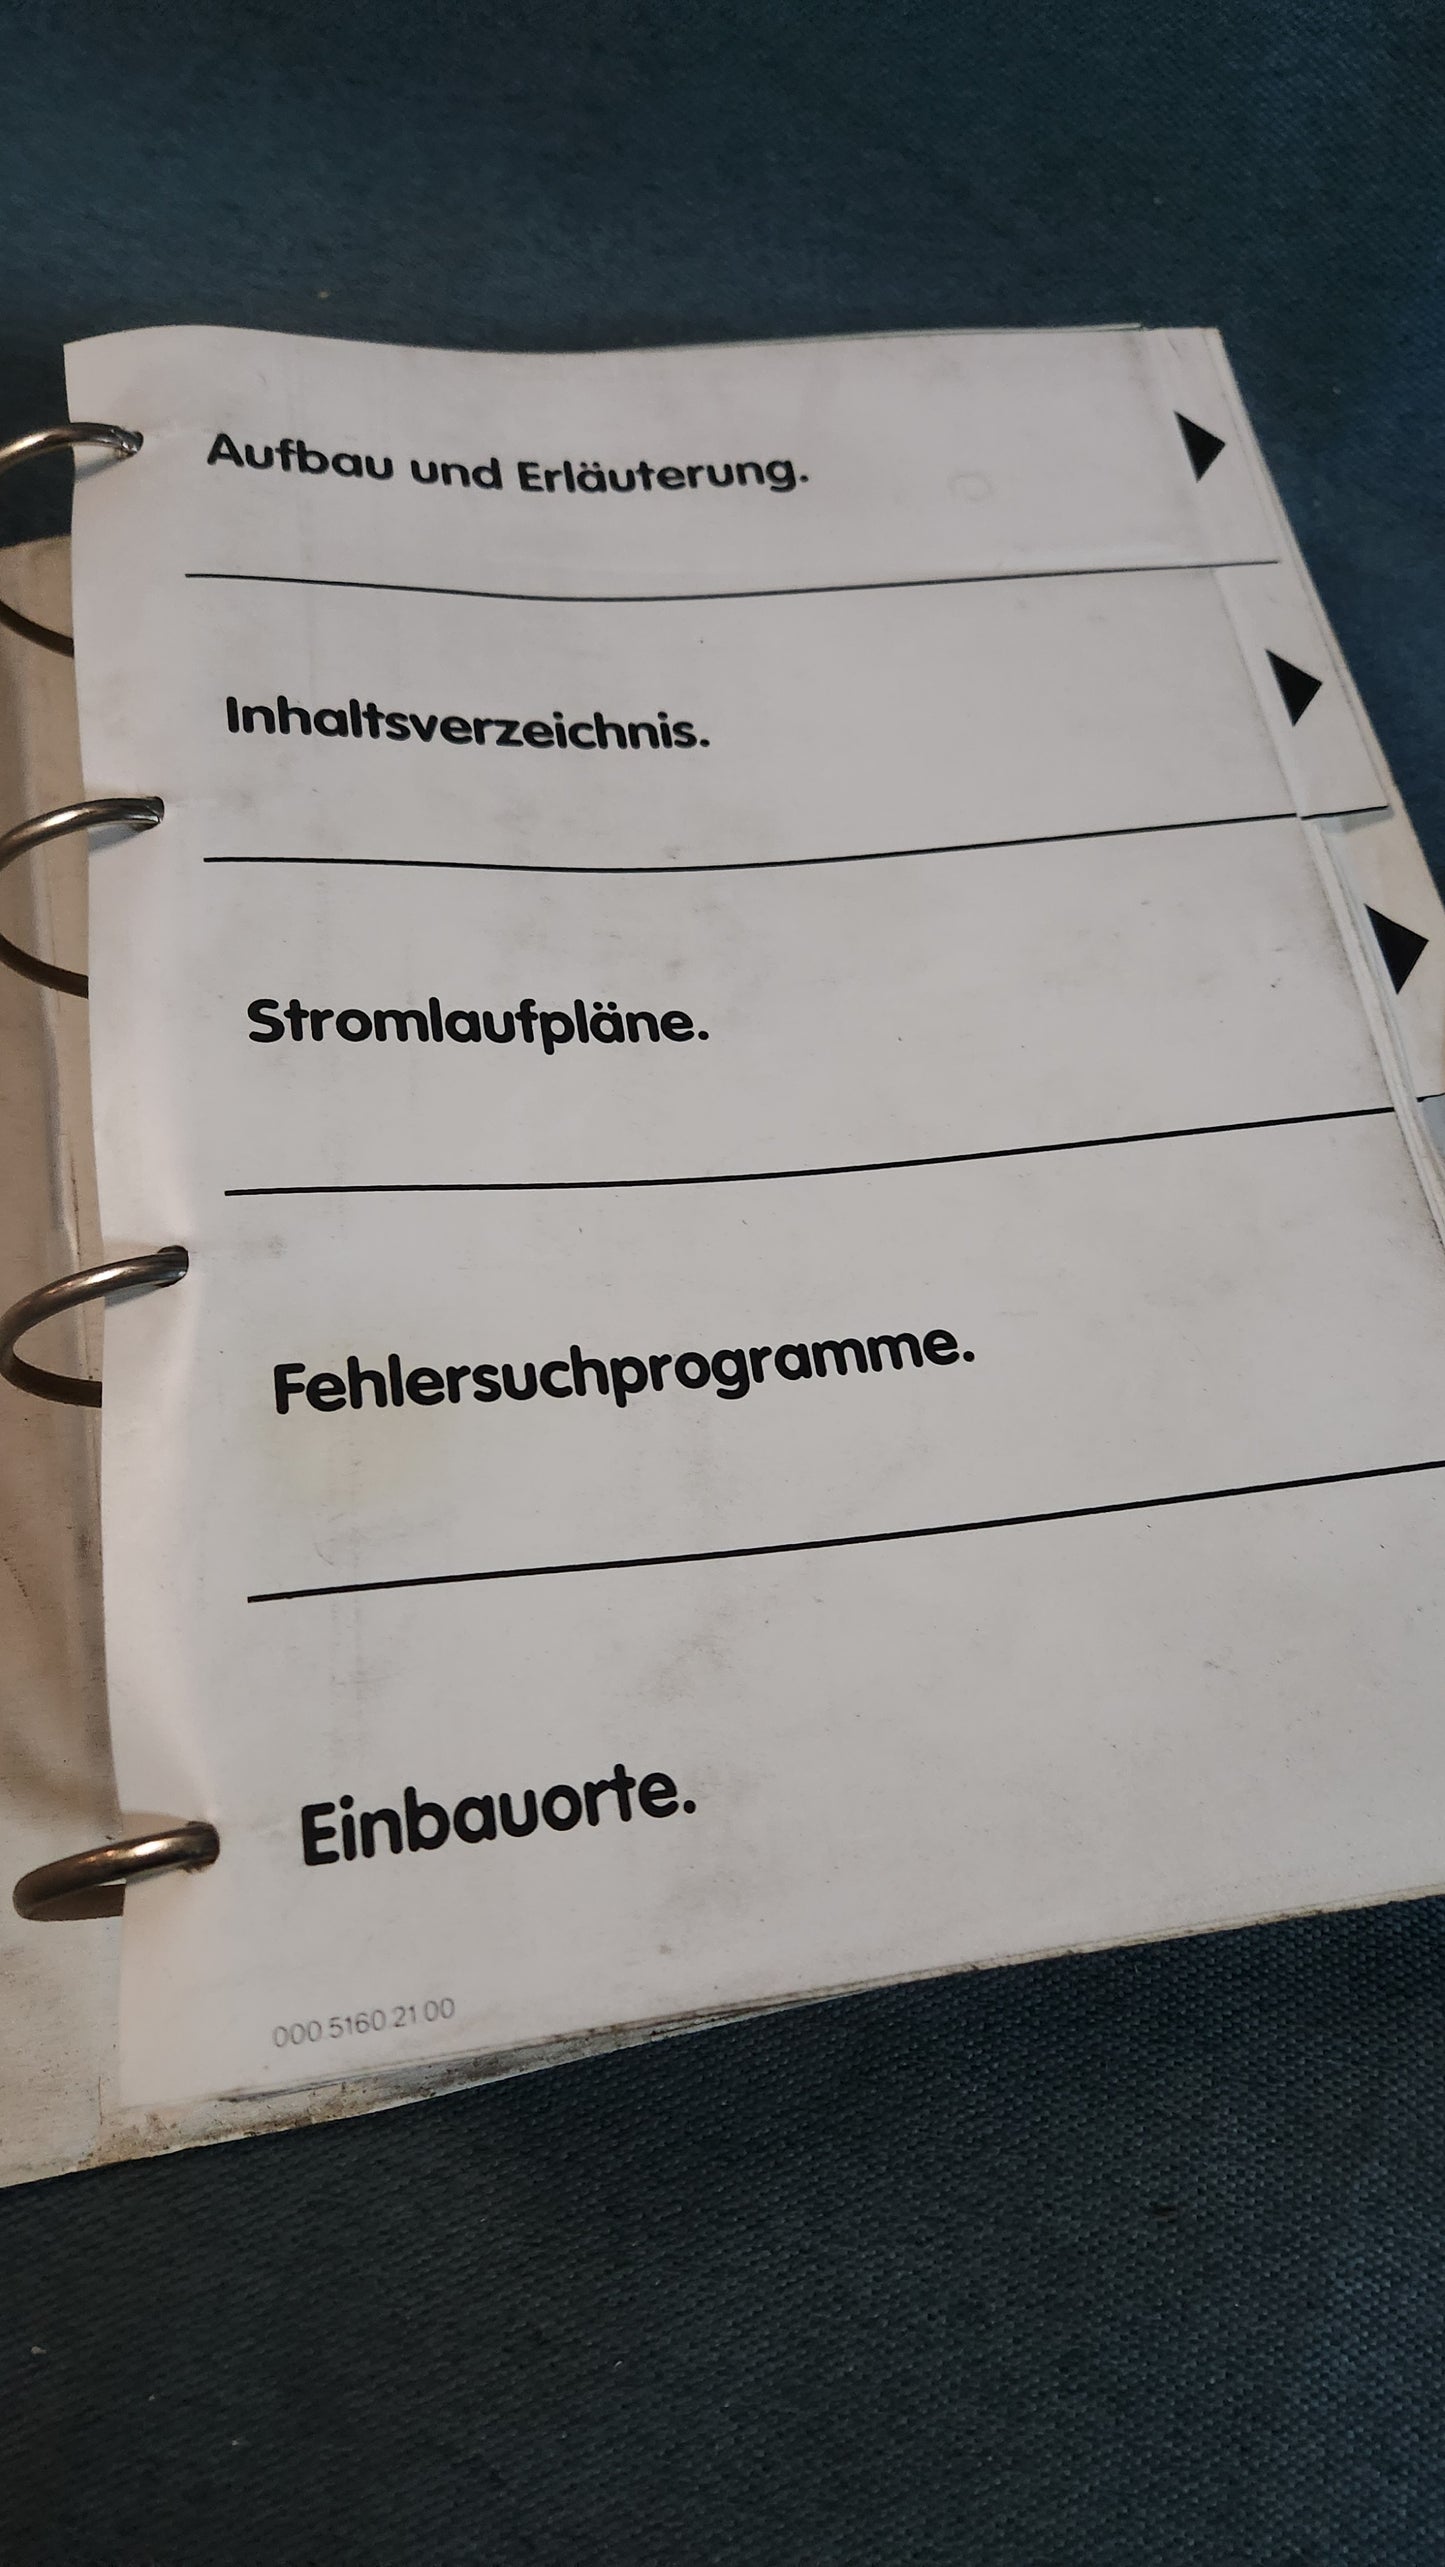 Aufbau und Erläuterung.
Inhaltsverzeichnis.
Stromlaufpläne.
Fehlersuchprogramme.
Einbauorte.
000.5160.21.00